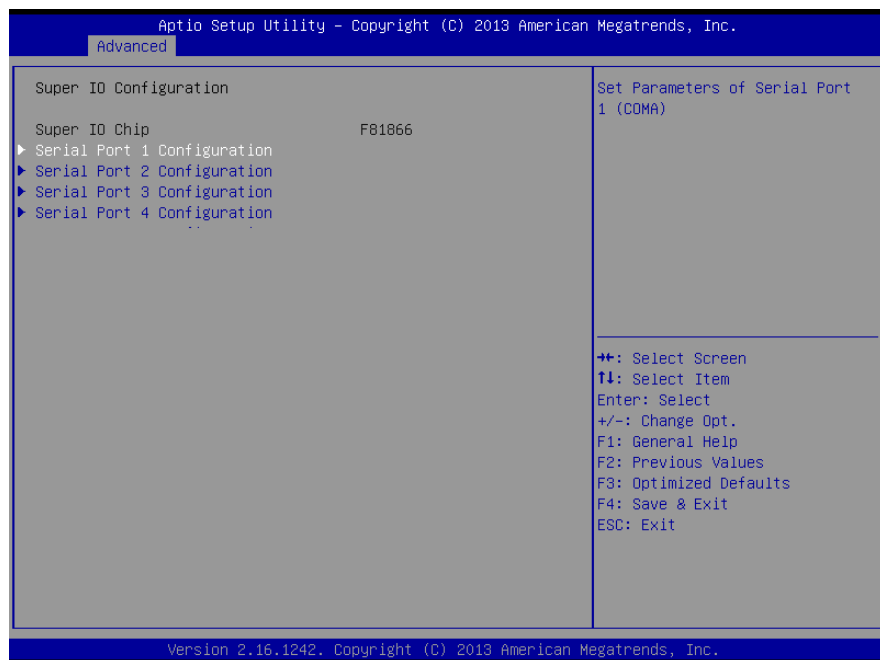 Aptio Setup Utility – Copyright (C) 2013 American Megatrends, Inc.
Advanced
Super IO Configuration
Super IO Chip F81866
Serial Port 1 Configuration
Serial Port 2 Configuration
Serial Port 3 Configuration
Serial Port 4 Configuration
Set Parameters of Serial Port
1 (COMA)
→←: Select Screen
↑↓: Select Item
Enter: Select
+/-: Change Opt.
F1: General Help
F2: Previous Values
F3: Optimized Defaults
F4: Save & Exit
ESC: Exit
Version 2.16.1242. Copyright (C) 2013 American Megatrends, Inc.